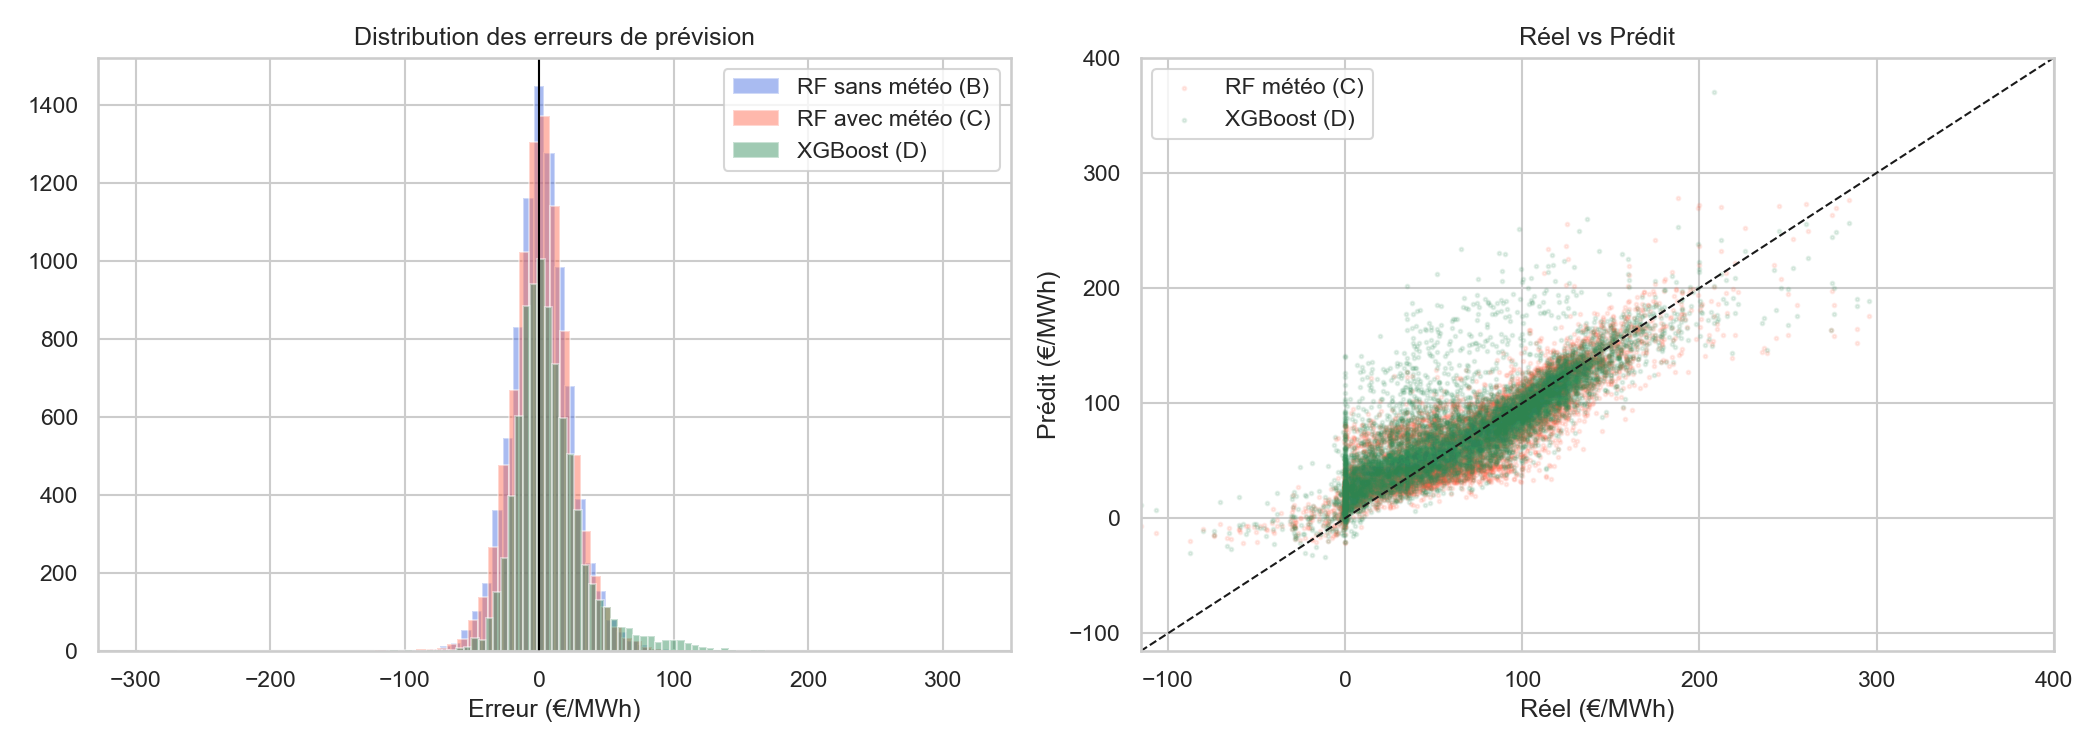 Distribution des erreurs de prévision
1400
1200
1000
800
600
400
200
0
−300
−200
−100
0
100
200
300
Erreur (€/MWh)
RF sans météo (B)
RF avec météo (C)
XGBoost (D)
Réel vs Prédit
400
300
200
100
0
−100
Prédit (€/MWh)
−100
0
100
200
300
400
Réel (€/MWh)
RF météo (C)
XGBoost (D)